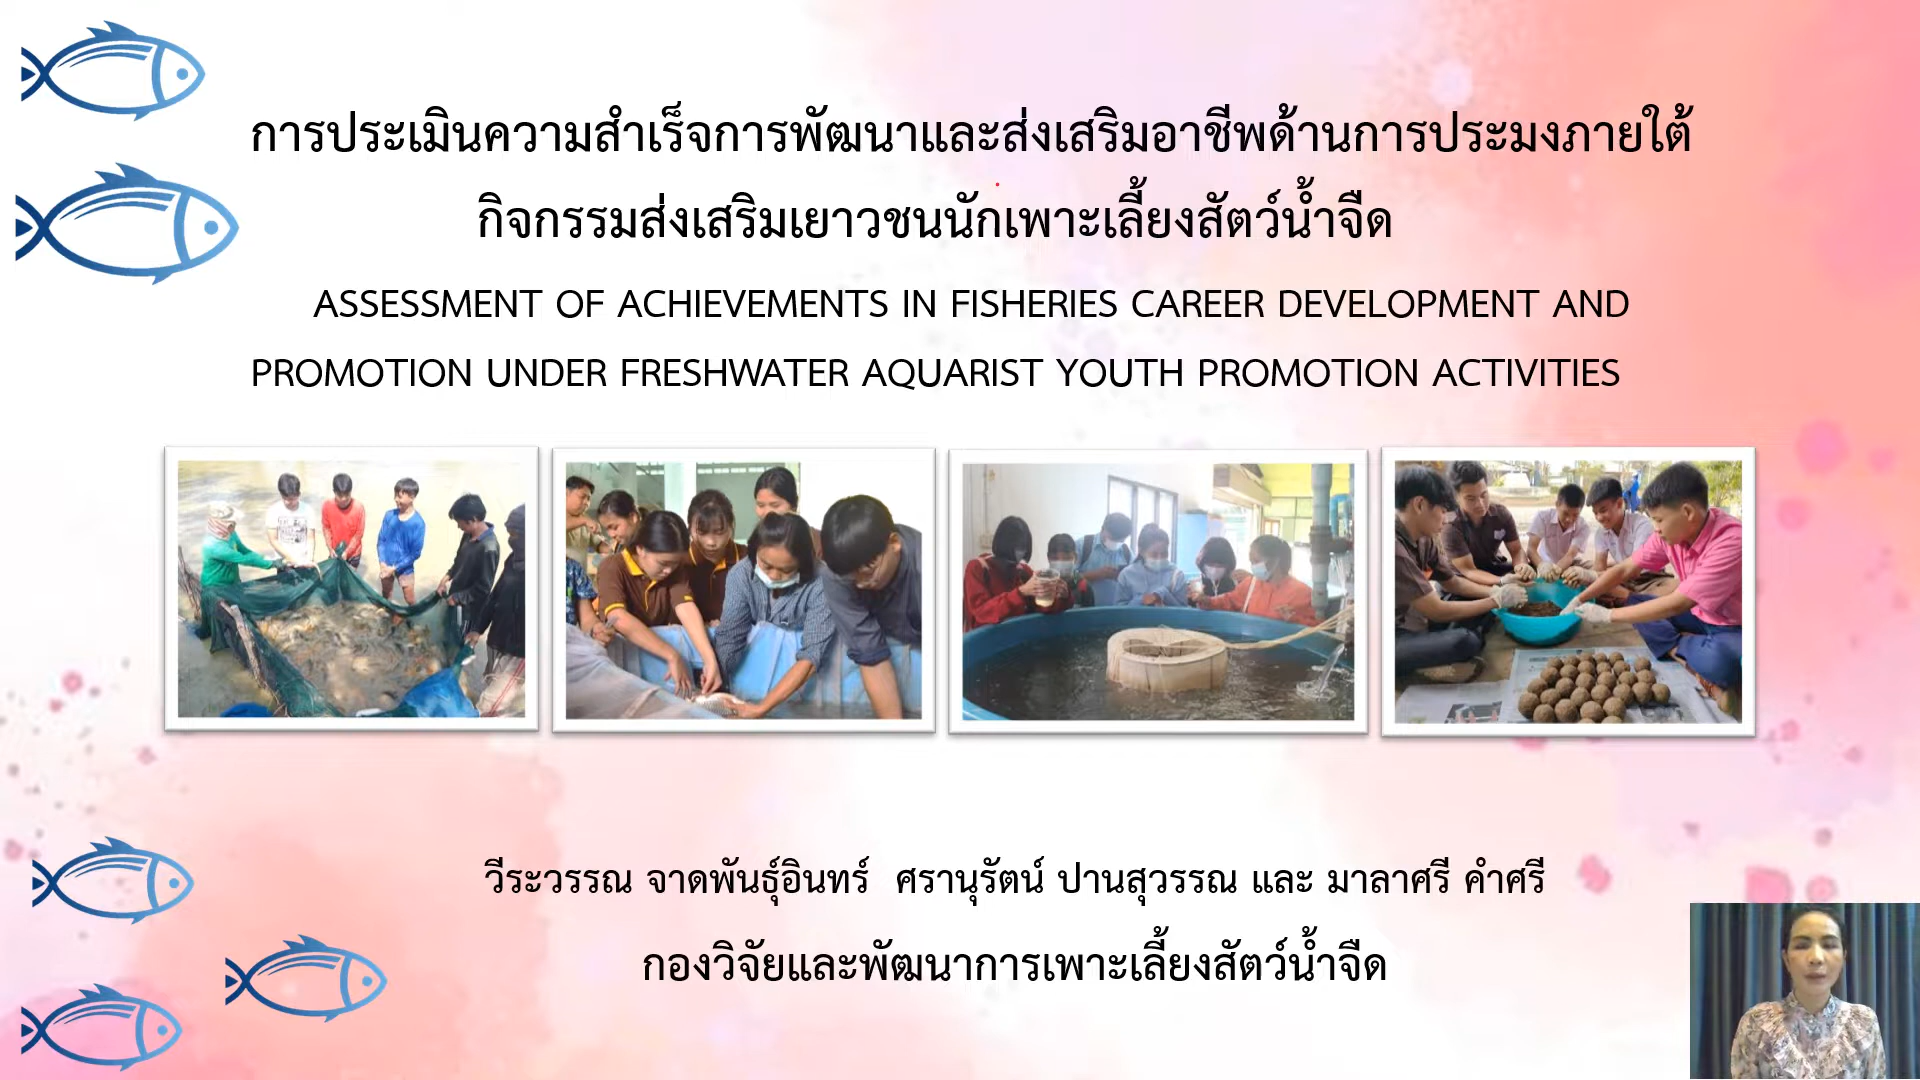 การประเมินความสำเร็จการพัฒนาและส่งเสริมอาชีพด้านการประมงภายใต้
กิจกรรมส่งเสริมเยาวชนนักเพาะเลี้ยงสัตว์น้ำจืด
ASSESSMENT OF ACHIEVEMENTS IN FISHERIES CAREER DEVELOPMENT AND
PROMOTION UNDER FRESHWATER AQUARIST YOUTH PROMOTION ACTIVITIES
วีระวรรณ จาดพันธุ์อินทร์ ศรานุรัตน์ ปานสุวรรณ และ มาลาศรี คำศรี
กองวิจัยและพัฒนาการเพาะเลี้ยงสัตว์น้ำจืด